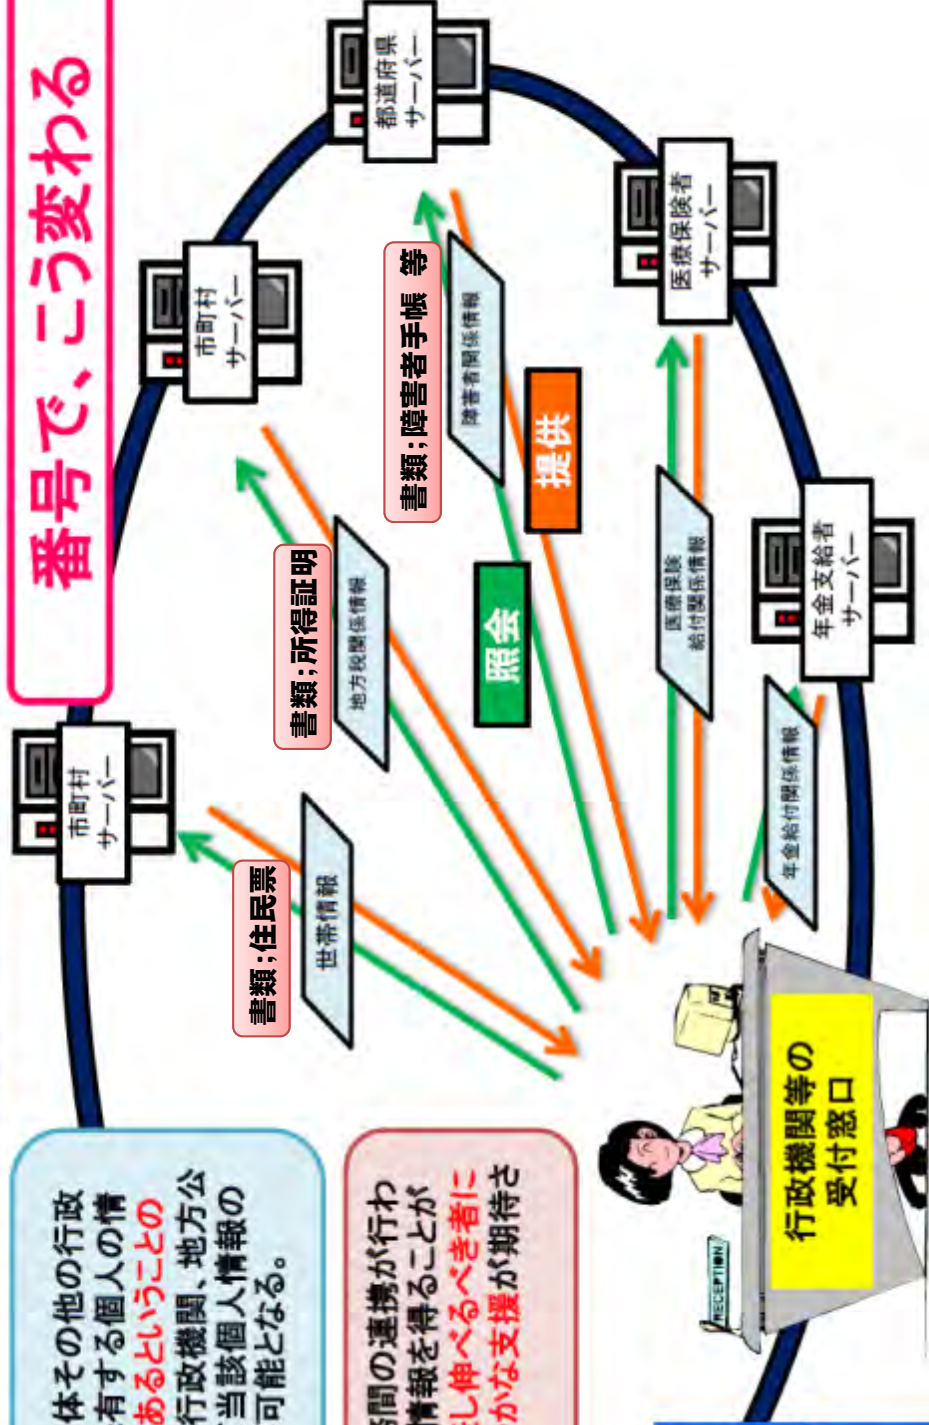 番号で、こう変わる
体その他の行政
有する個人の情
あるということの
行政機関、地方公
当該個人情報の
可能となる。
務間の連携が行わ
情報を得ることが
差し伸べるべき者に
かな支援が期待さ
市町村
サーバー
市町村
サーバー
都道府県
サーバー
医療保険者
サーバー
年金支給者
サーバー
書類;住民票
世帯情報
書類;所得証明
地方税関係情報
書類;障害者手帳 等
障害者関係情報
照会
提供
医療保険
給付関係情報
年金給付関係情報
RECEPTION
行政機関等の
受付窓口